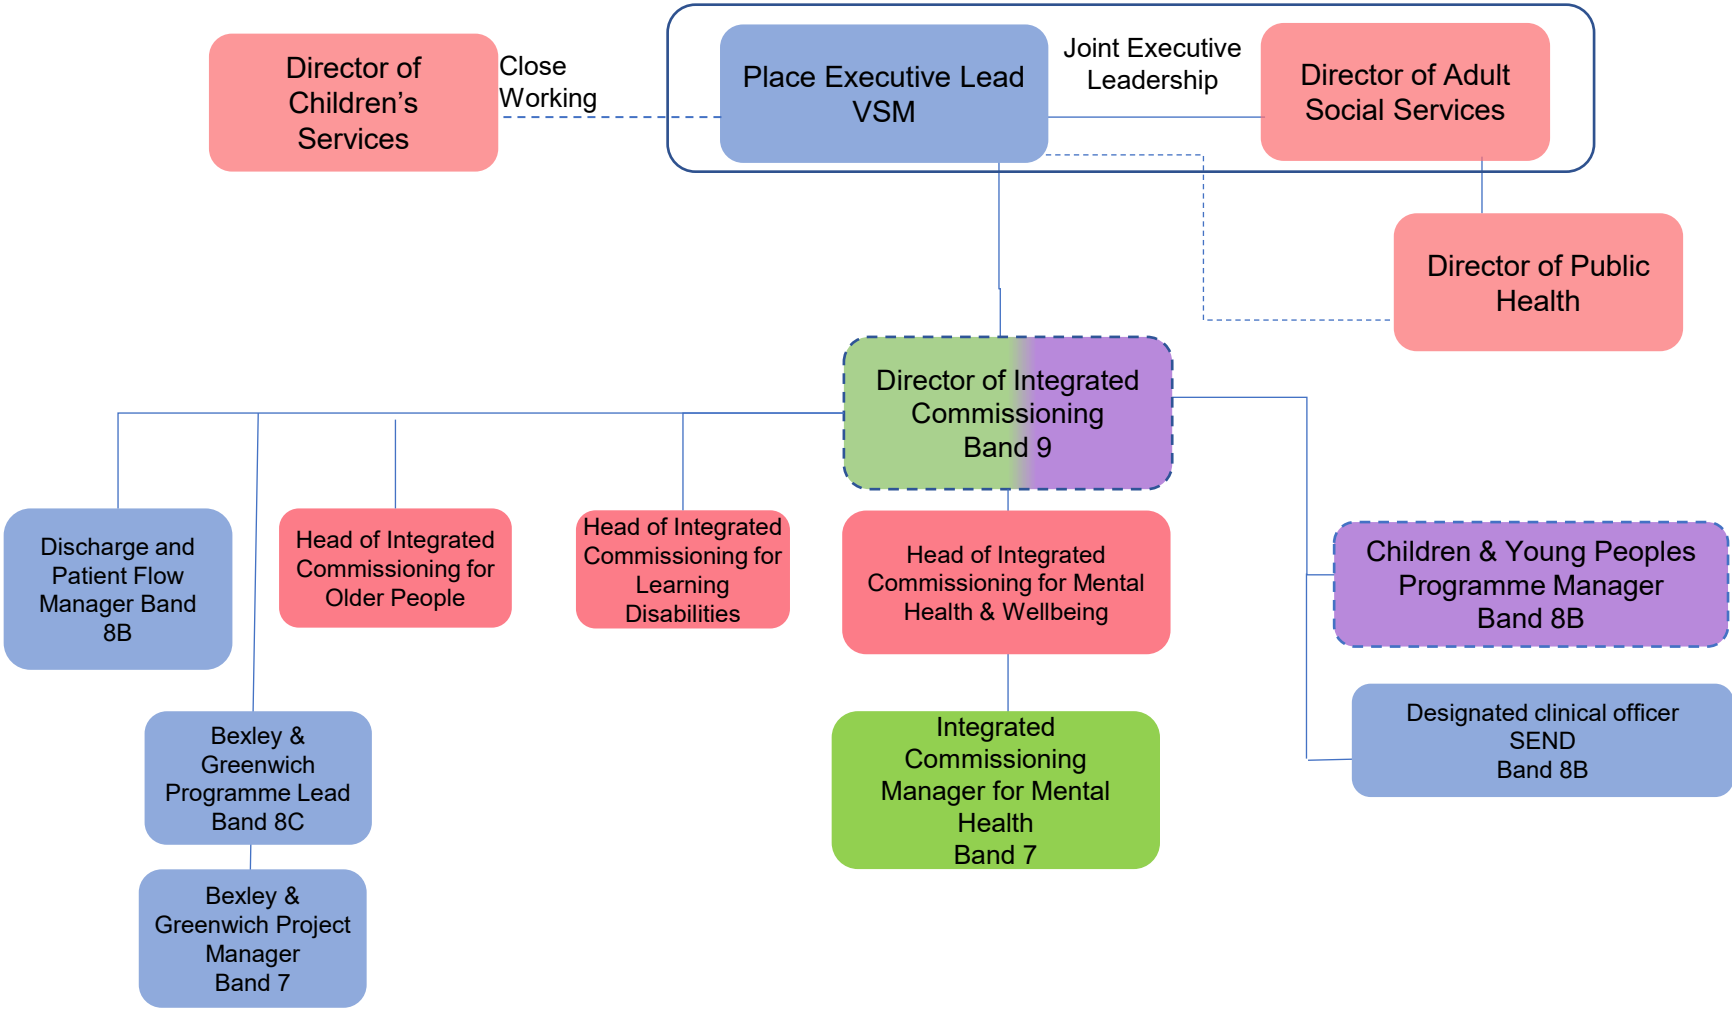 Director of
Children’s
Services
Close
Working
Place Executive Lead
VSM
Joint Executive
Leadership
Director of Adult
Social Services
Director of Public
Health
Director of Integrated
Commissioning
Band 9
Discharge and
Patient Flow
Manager Band
8B
Head of Integrated
Commissioning for
Older People
Head of Integrated
Commissioning for
Learning
Disabilities
Head of Integrated
Commissioning for Mental
Health & Wellbeing
Children & Young Peoples
Programme Manager
Band 8B
Designated clinical officer
SEND
Band 8B
Bexley &
Greenwich
Programme Lead
Band 8C
Integrated
Commissioning
Manager for Mental
Health
Band 7
Bexley &
Greenwich Project
Manager
Band 7